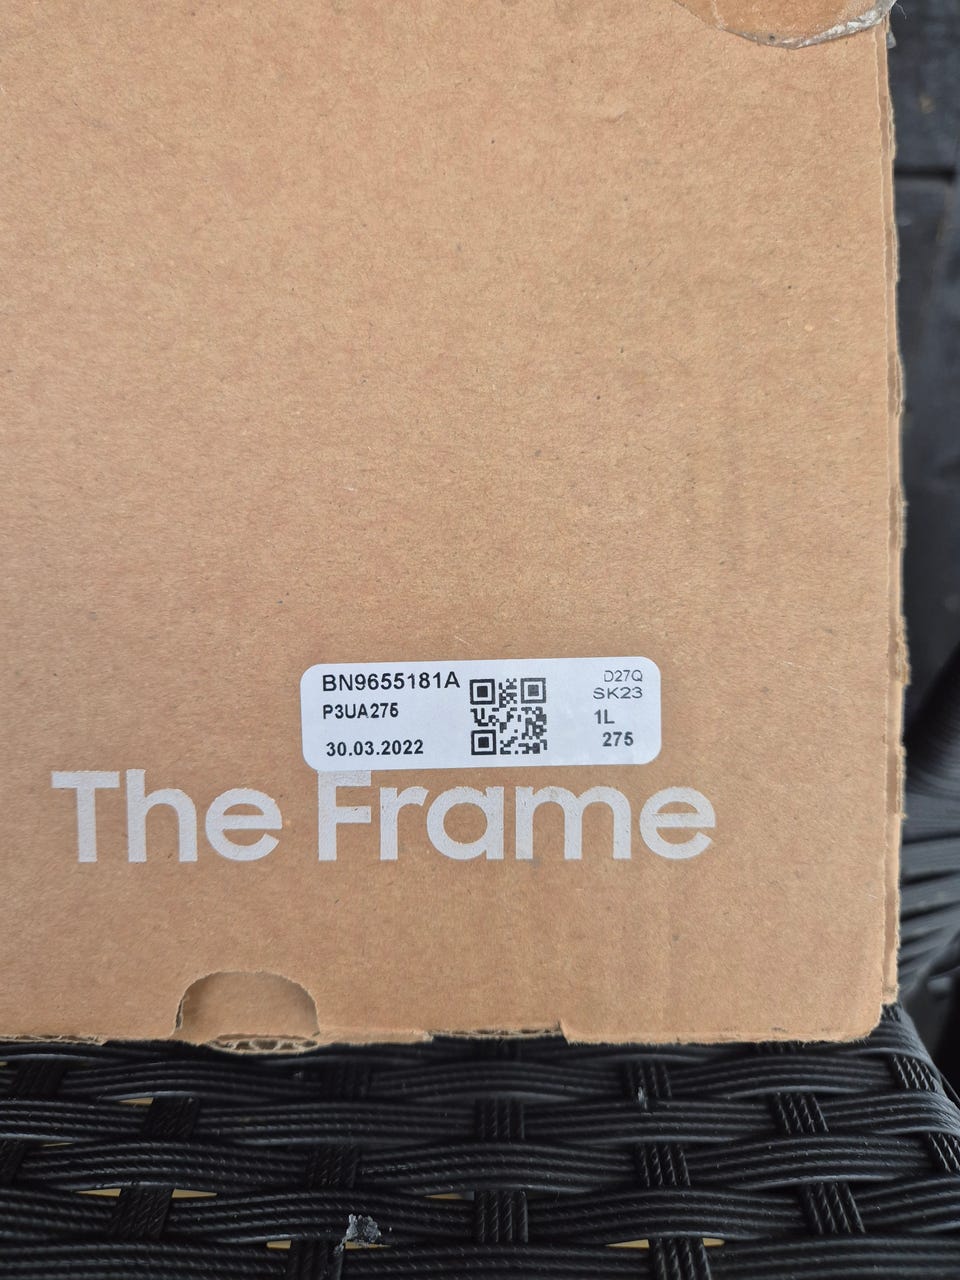 BN9655181A
P3UA275
30.03.2022
D27Q
SK23
1L
275
The Frame